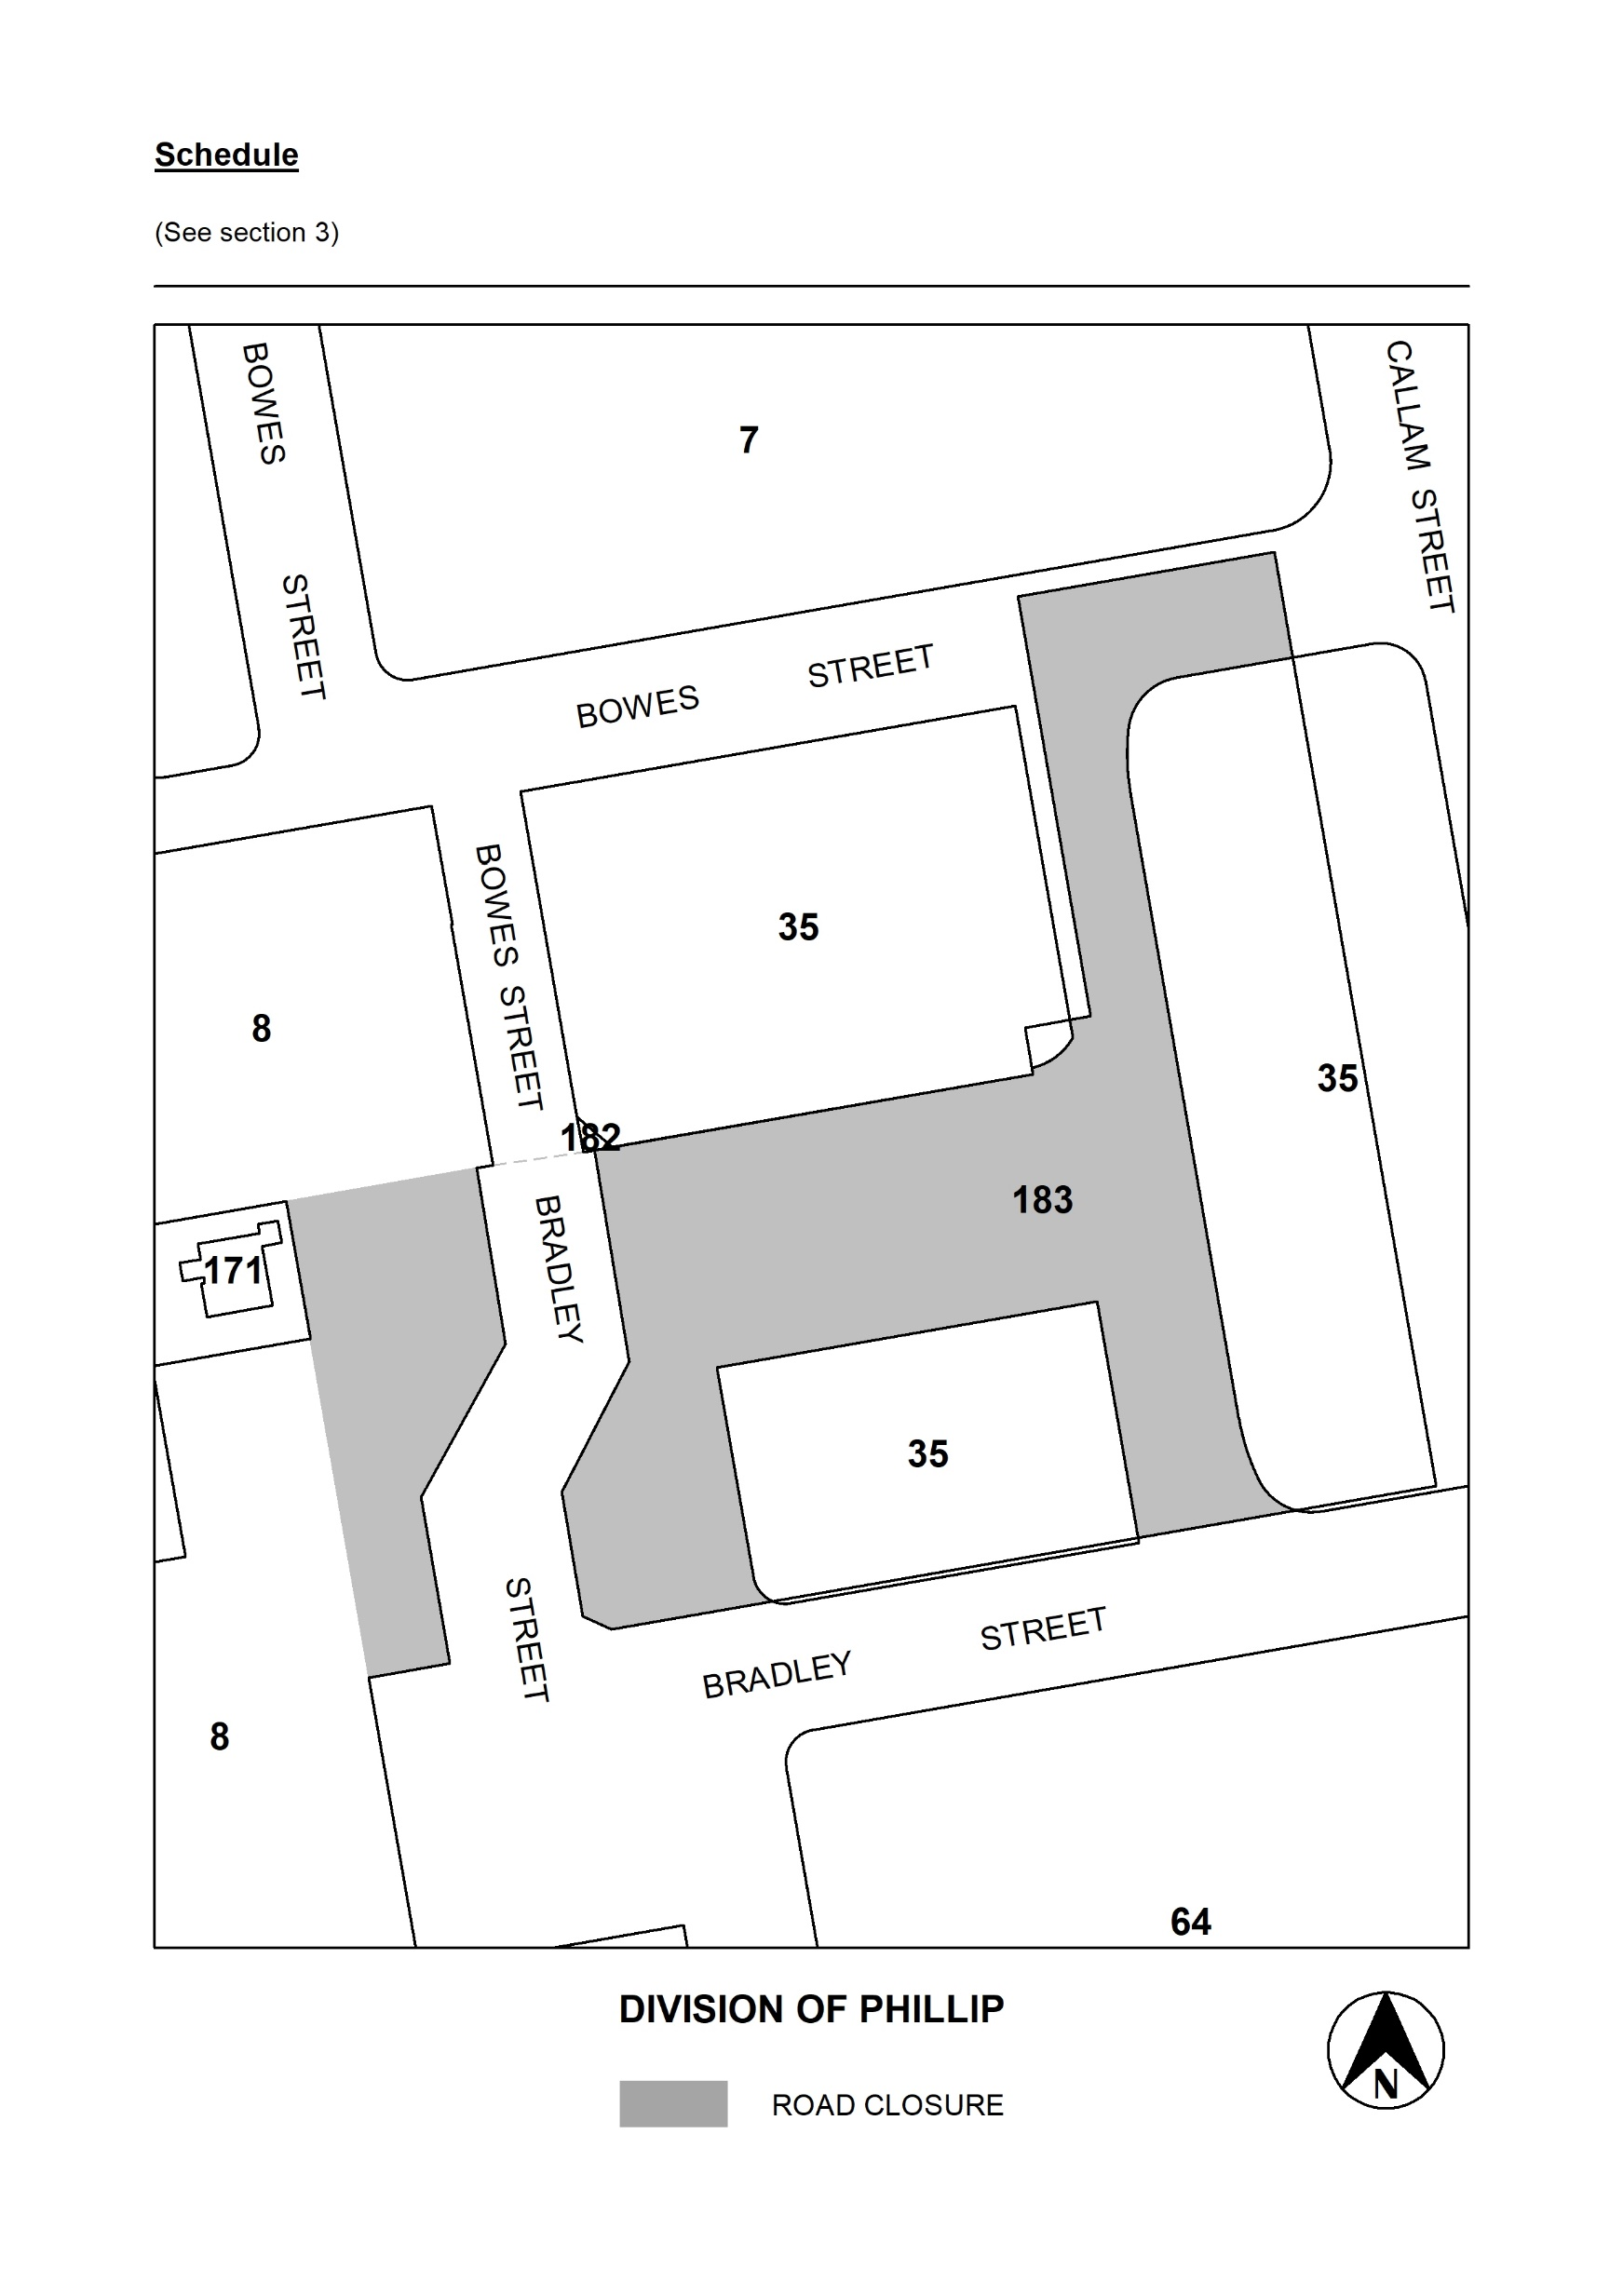 Schedule
(See section 3)
BOWES
STREET
CALLAM STREET
7
BOWES STREET
35
BOWES STREET
8
35
182
183
BRADLEY
STREET
171
35
BRADLEY STREET
8
64
DIVISION OF PHILLIP
ROAD CLOSURE
N